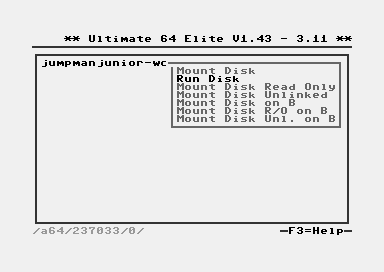 ** Ultimate 64 Elite V1.43 - 3.11 **
jumpmanjunior-wc
Mount Disk
Run Disk
Mount Disk Read Only
Mount Disk Unlinked
Mount Disk on B
Mount Disk R/O on B
Mount Disk Unl. on B
/a64/237033/0/
F3=Help